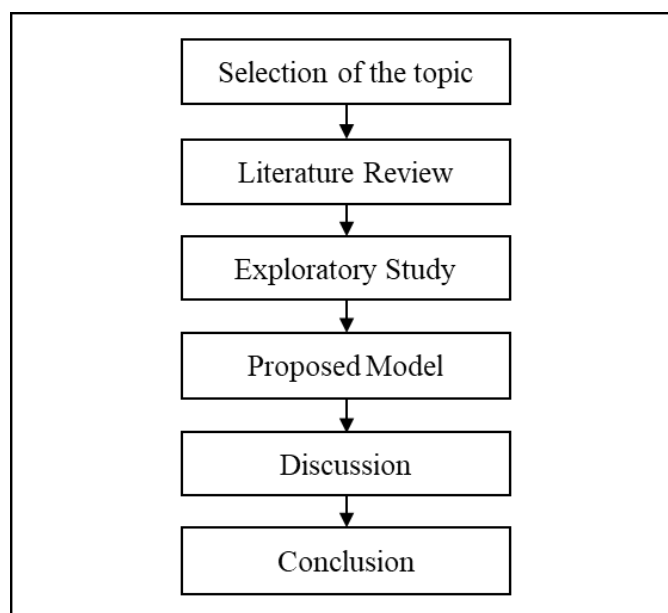 Selection of the topic
Literature Review
Exploratory Study
Proposed Model
Discussion
Conclusion